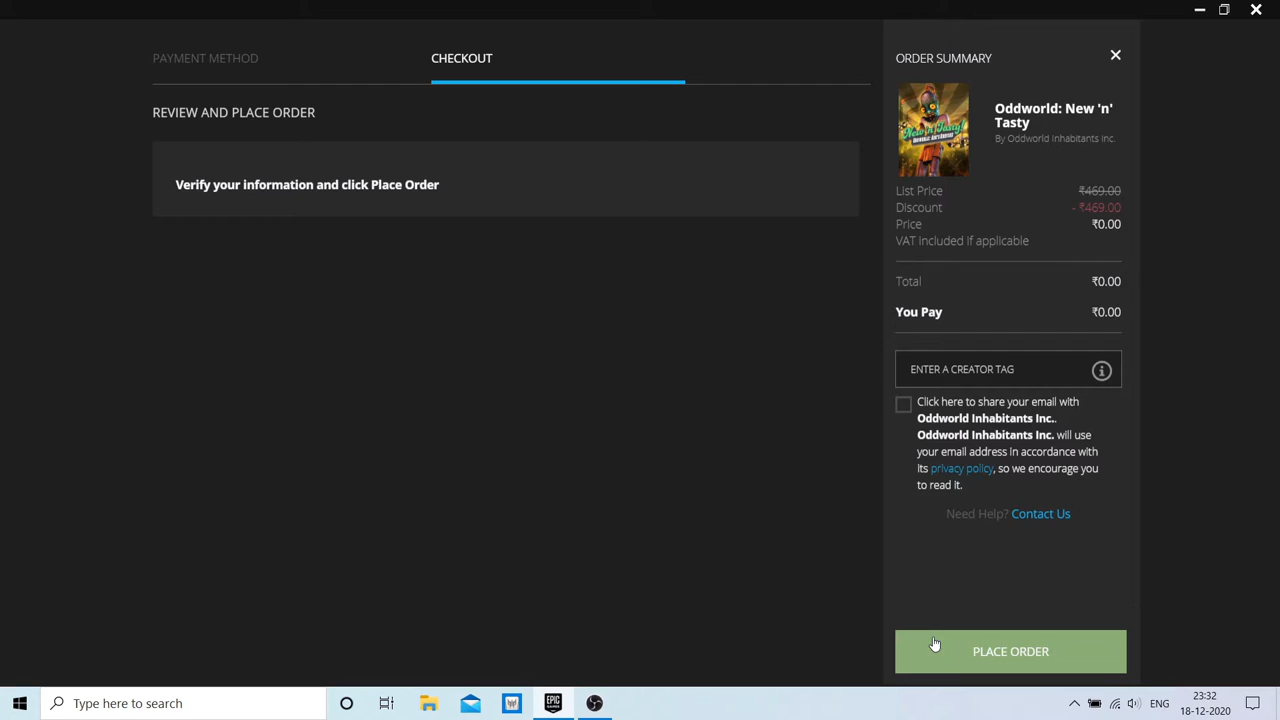 PAYMENT METHOD
CHECKOUT
REVIEW AND PLACE ORDER
Verify your information and click Place Order
ORDER SUMMARY
New 'n' Tasty!
Oddworld: New 'n'
Tasty
By Oddworld Inhabitants Inc.
List Price ₹469.00
Discount - ₹469.00
Price ₹0.00
VAT included if applicable
Total ₹0.00
You Pay ₹0.00
ENTER A CREATOR TAG
Click here to share your email with
Oddworld Inhabitants Inc..
Oddworld Inhabitants Inc. will use
your email address in accordance with
its privacy policy, so we encourage you
to read it.
Need Help? Contact Us
PLACE ORDER
Type here to search
EPIC
GAMES
ENG
23:32
18-12-2020